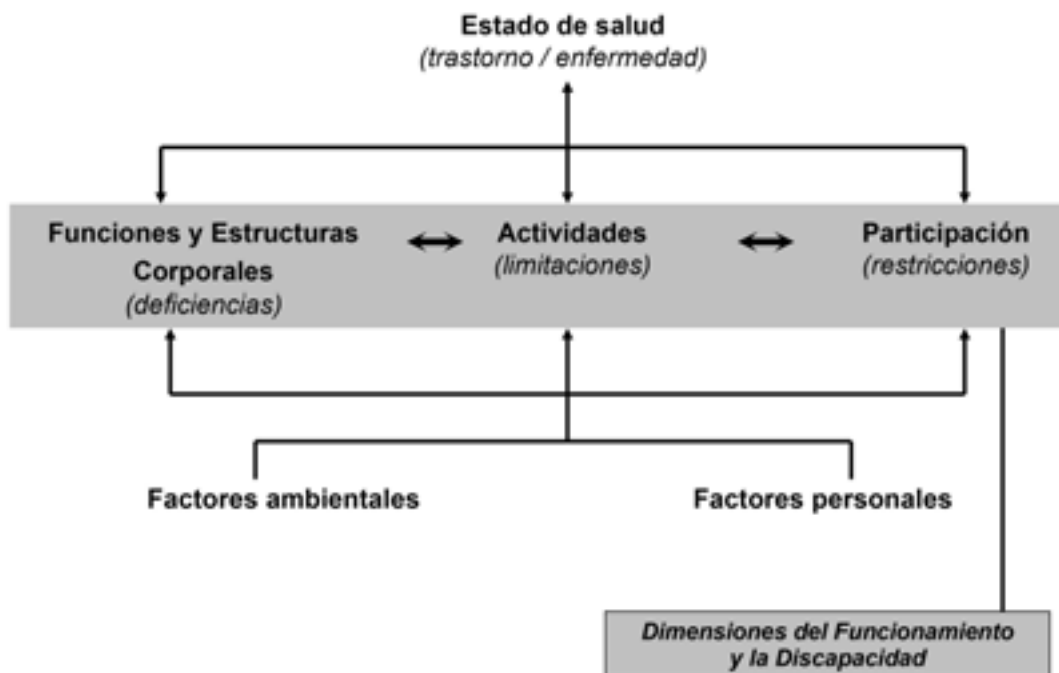 Estado de salud
(trastorno / enfermedad)
Funciones y Estructuras
Corporales
(deficiencias)
Actividades
(limitaciones)
Participación
(restricciones)
Factores ambientales
Factores personales
Dimensiones del Funcionamiento
y la Discapacidad